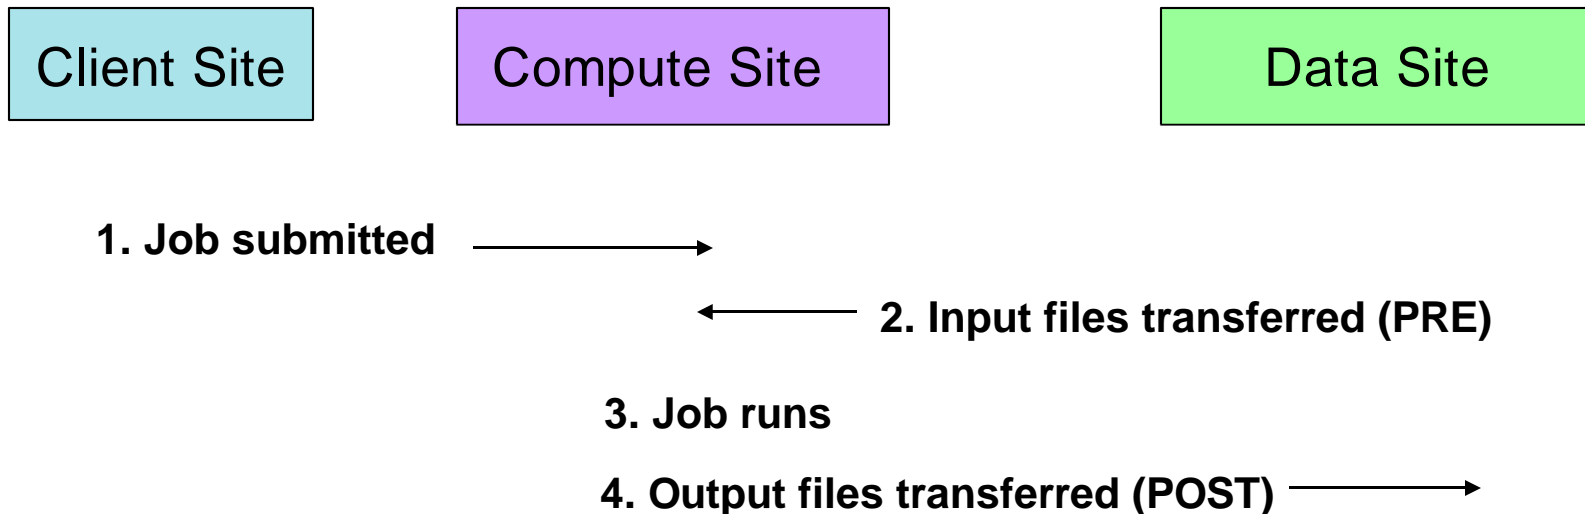 Client Site
Compute Site
Data Site
1. Job submitted
2. Input files transferred (PRE)
3. Job runs
4. Output files transferred (POST)